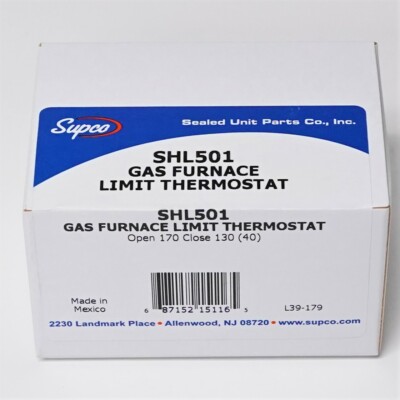 Supco
Sealed Unit Parts Co., Inc.
SHL501
GAS FURNACE
LIMIT THERMOSTAT
SHL501
GAS FURNACE LIMIT THERMOSTAT
Open 170 Close 130 (40)
Made in
Mexico
6 87152 15116 5
L39-179
2230 Landmark Place • Allenwood, NJ 08720 • www.supco.com